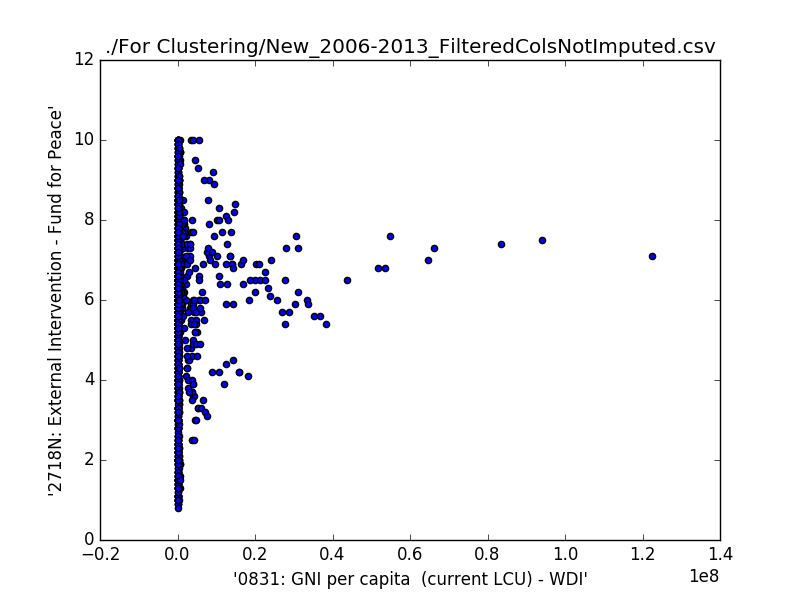 ./For Clustering/New_2006-2013_FilteredColsNotImputed.csv
12
10
8
6
4
2
0
'2718N: External Intervention - Fund for Peace'
−0.2 0.0 0.2 0.4 0.6 0.8 1.0 1.2 1.4
1e8
'0831: GNI per capita  (current LCU) - WDI'